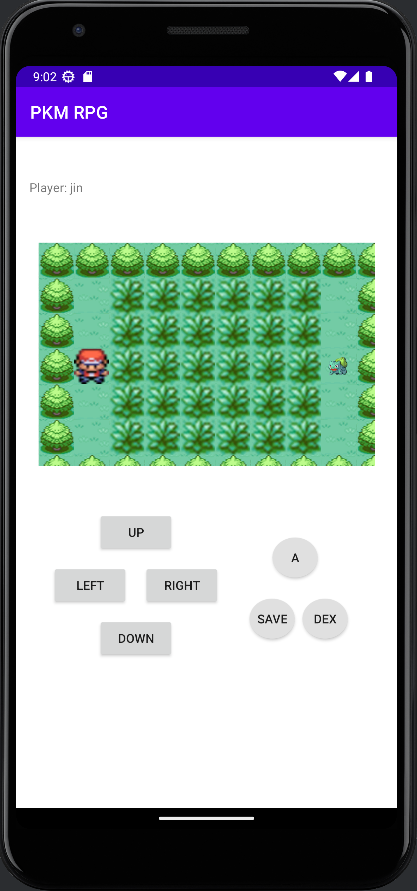 9:02
PKM RPG
Player: jin
UP
A
LEFT
RIGHT
SAVE
DEX
DOWN